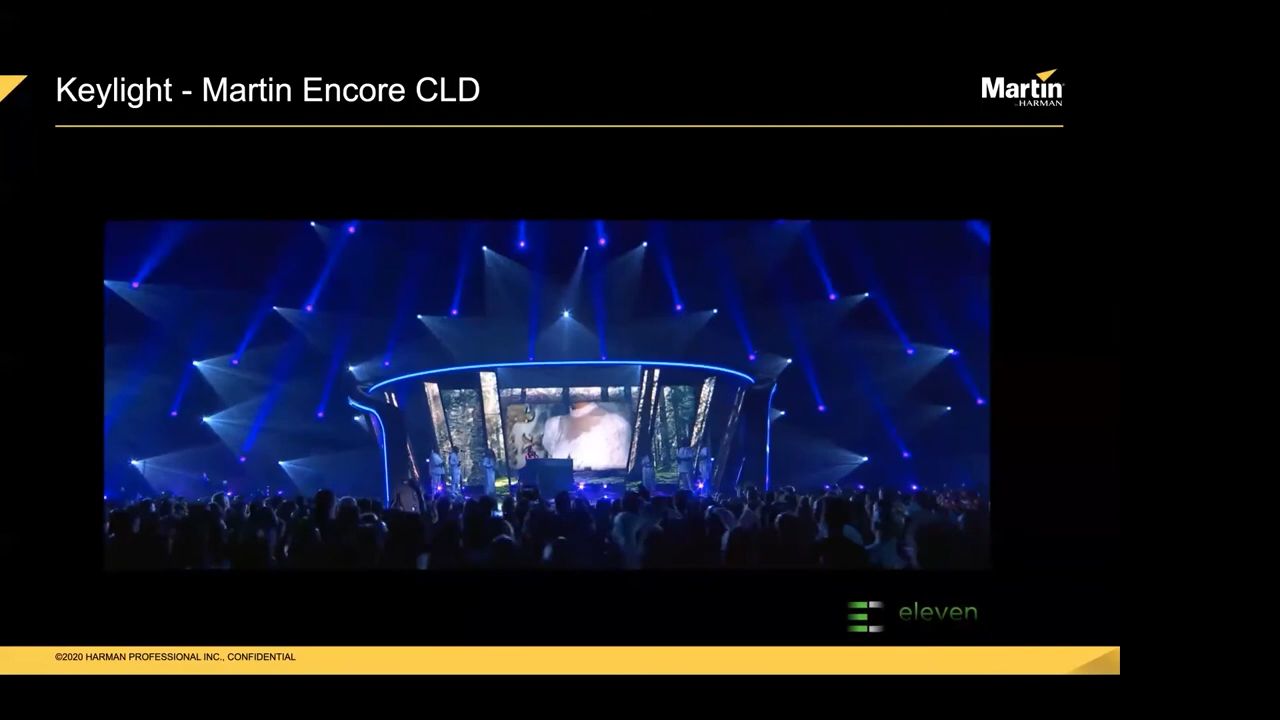 Keylight - Martin Encore CLD
Martin
by HARMAN
eleven
©2020 HARMAN PROFESSIONAL INC., CONFIDENTIAL